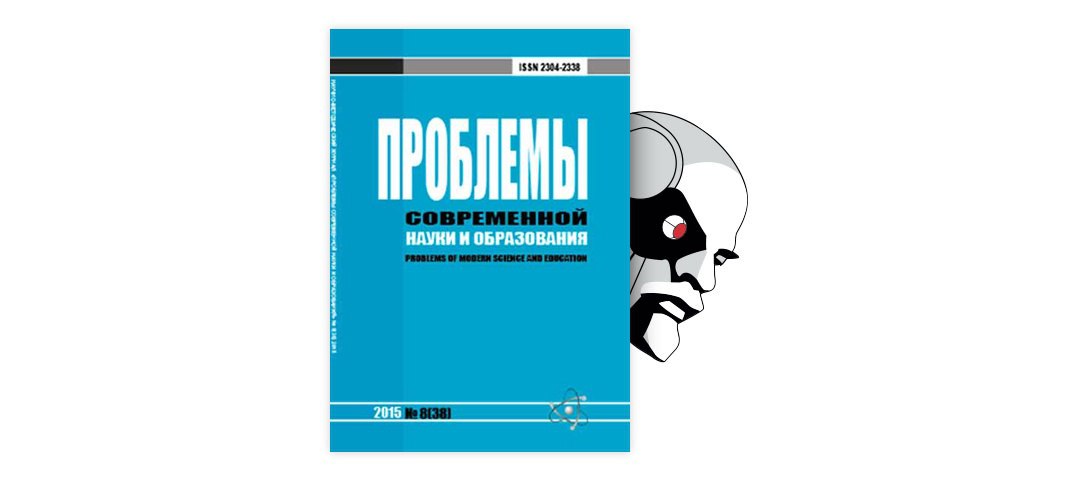 ISSN 2304-2338
ПРОБЛЕМЫ
СОВРЕМЕННОЙ
НАУКИ И ОБРАЗОВАНИЯ
PROBLEMS OF MODERN SCIENCE AND EDUCATION
2015 № 8(38)